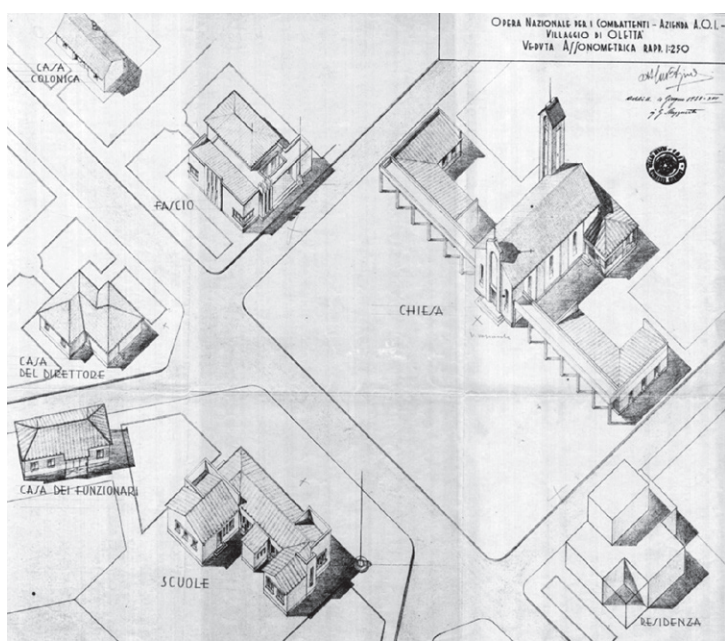 OPERA NAZIONALE PER I COMBATTENTI - AZIENDA A.O.I. -
VILLAGGIO DI OLETTA'
VEDUTA ASSONOMETRICA RAPP. 1:250
CASA
COLONICA
FASCIO
CHIESA
CASA
DEL DIRETTORE
CASA DEI FUNZIONARI
SCUOLE
RESIDENZA